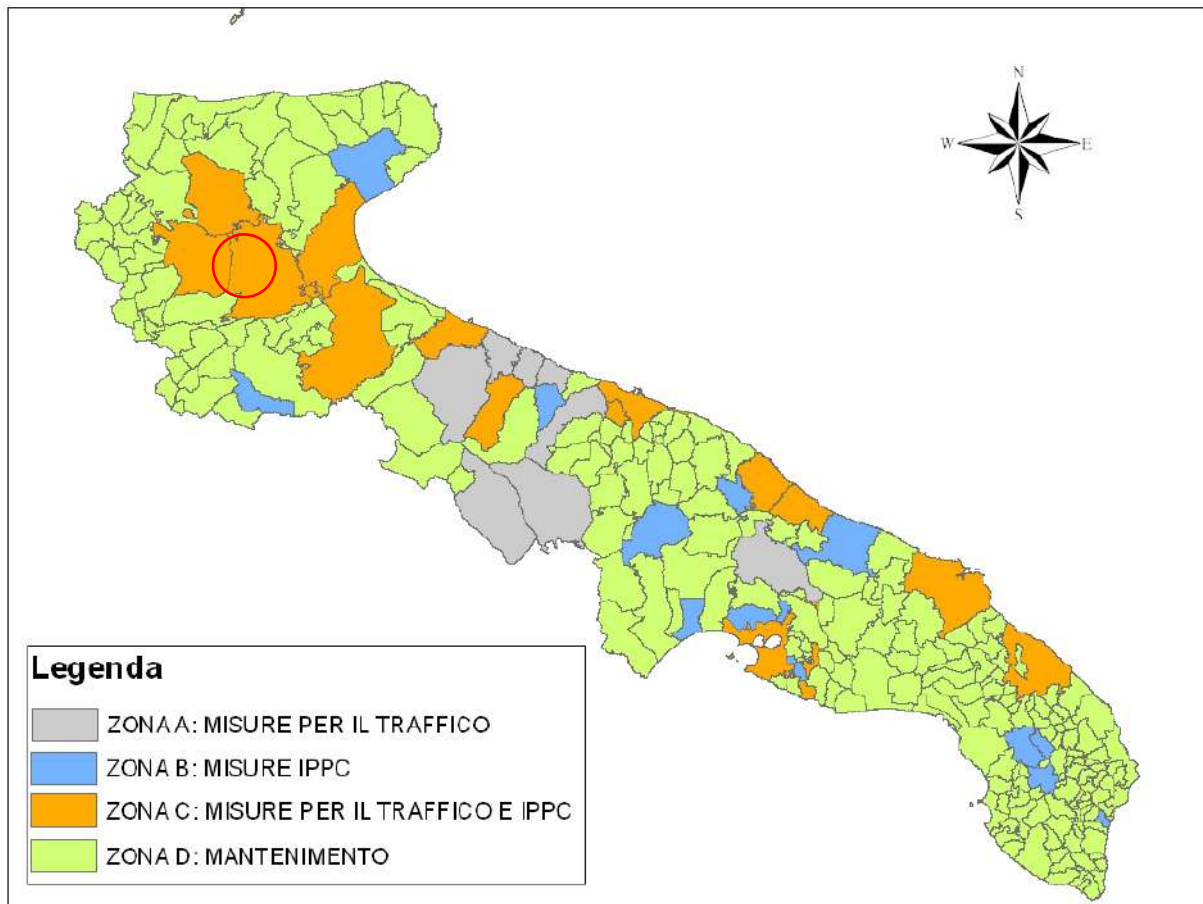 N
W E
S
Legenda
ZONA A: MISURE PER IL TRAFFICO
ZONA B: MISURE IPPC
ZONA C: MISURE PER IL TRAFFICO E IPPC
ZONA D: MANTENIMENTO